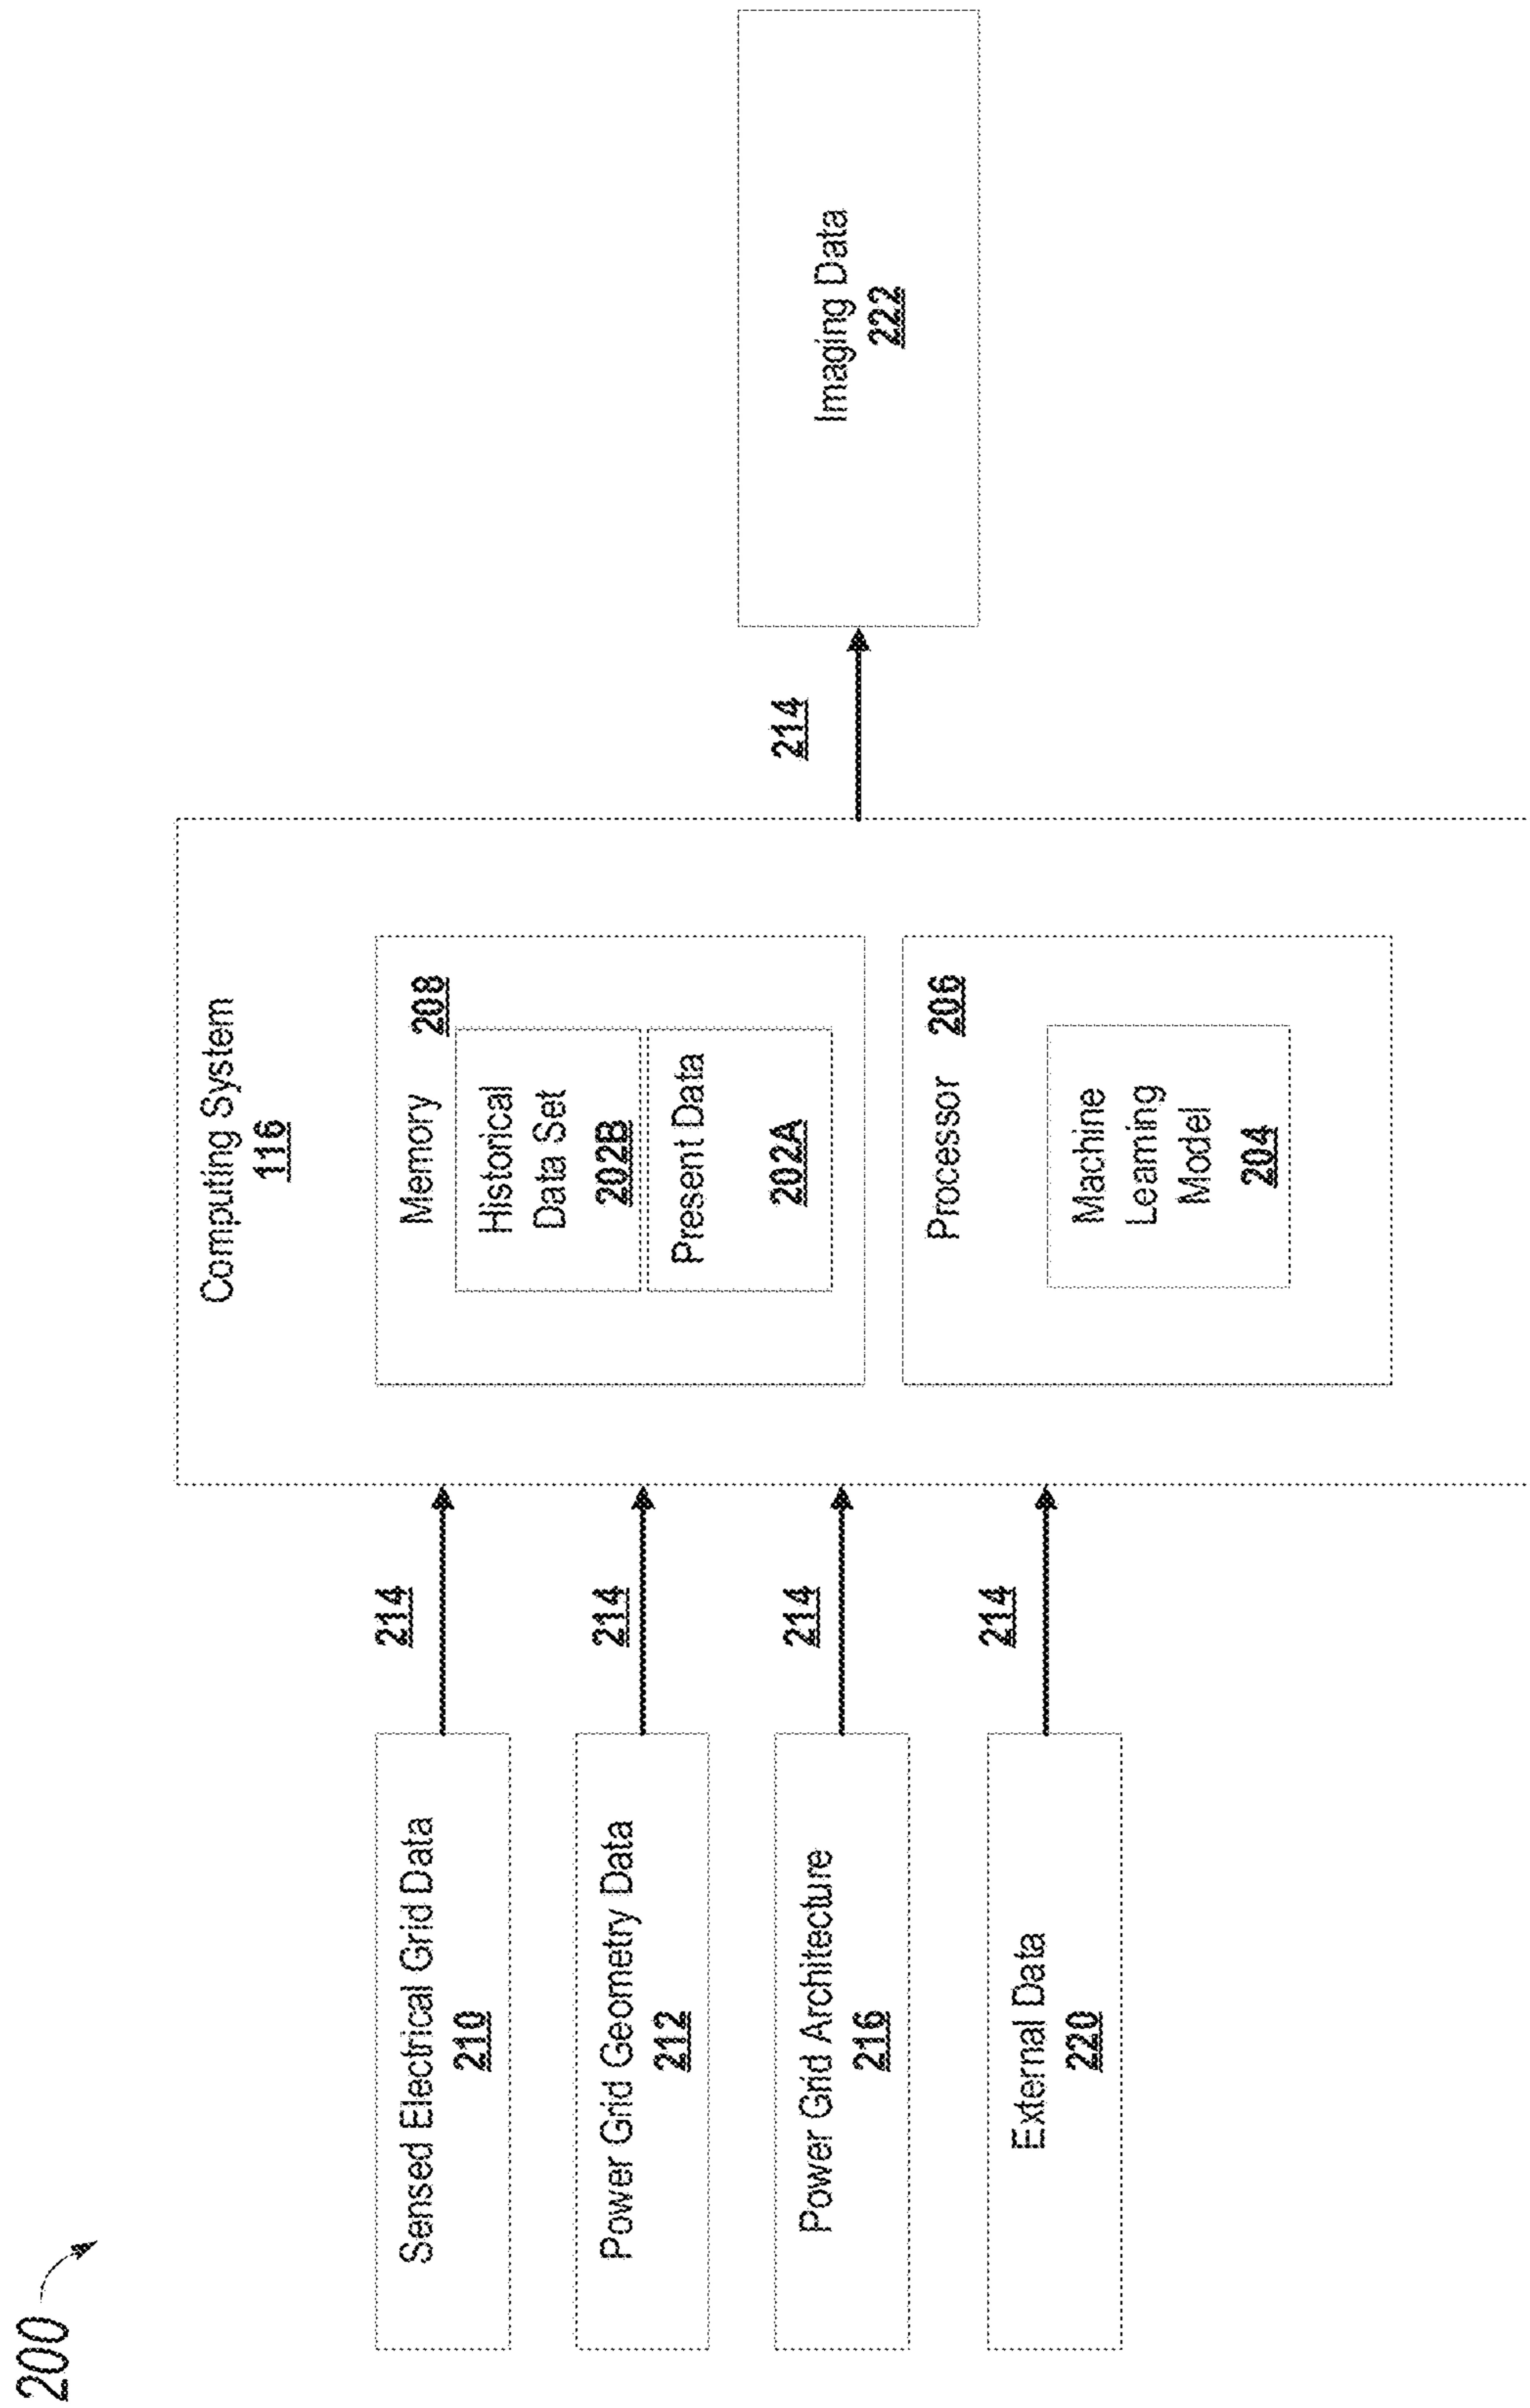 200
Sensed Electrical Grid Data
210
Power Grid Geometry Data
212
Power Grid Architecture
216
External Data
220
214
214
214
214
Computing System
116
Memory
208
Historical
Data Set
202B
Present Data
202A
Processor
206
Machine
Learning
Model
204
214
Imaging Data
222